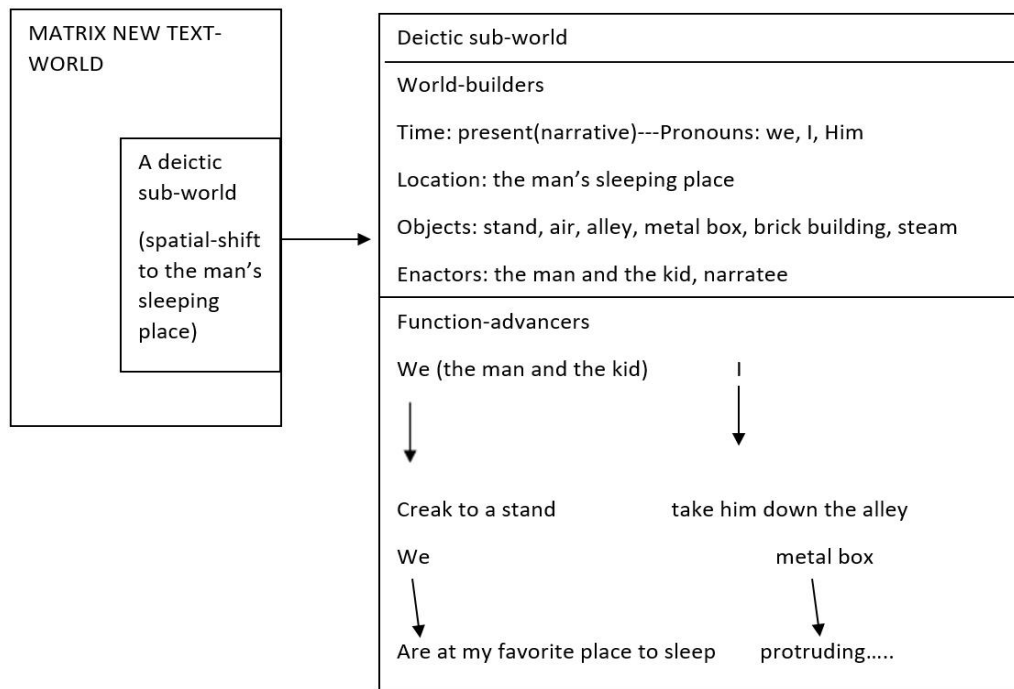 MATRIX NEW TEXT-
WORLD
A deictic
sub-world
(spatial-shift
to the man’s
sleeping
place)
Deictic sub-world
World-builders
Time: present(narrative)---Pronouns: we, I, Him
Location: the man’s sleeping place
Objects: stand, air, alley, metal box, brick building, steam
Enactors: the man and the kid, narratee
Function-advancers
We (the man and the kid) I
Creak to a stand take him down the alley
We metal box
Are at my favorite place to sleep protruding…..